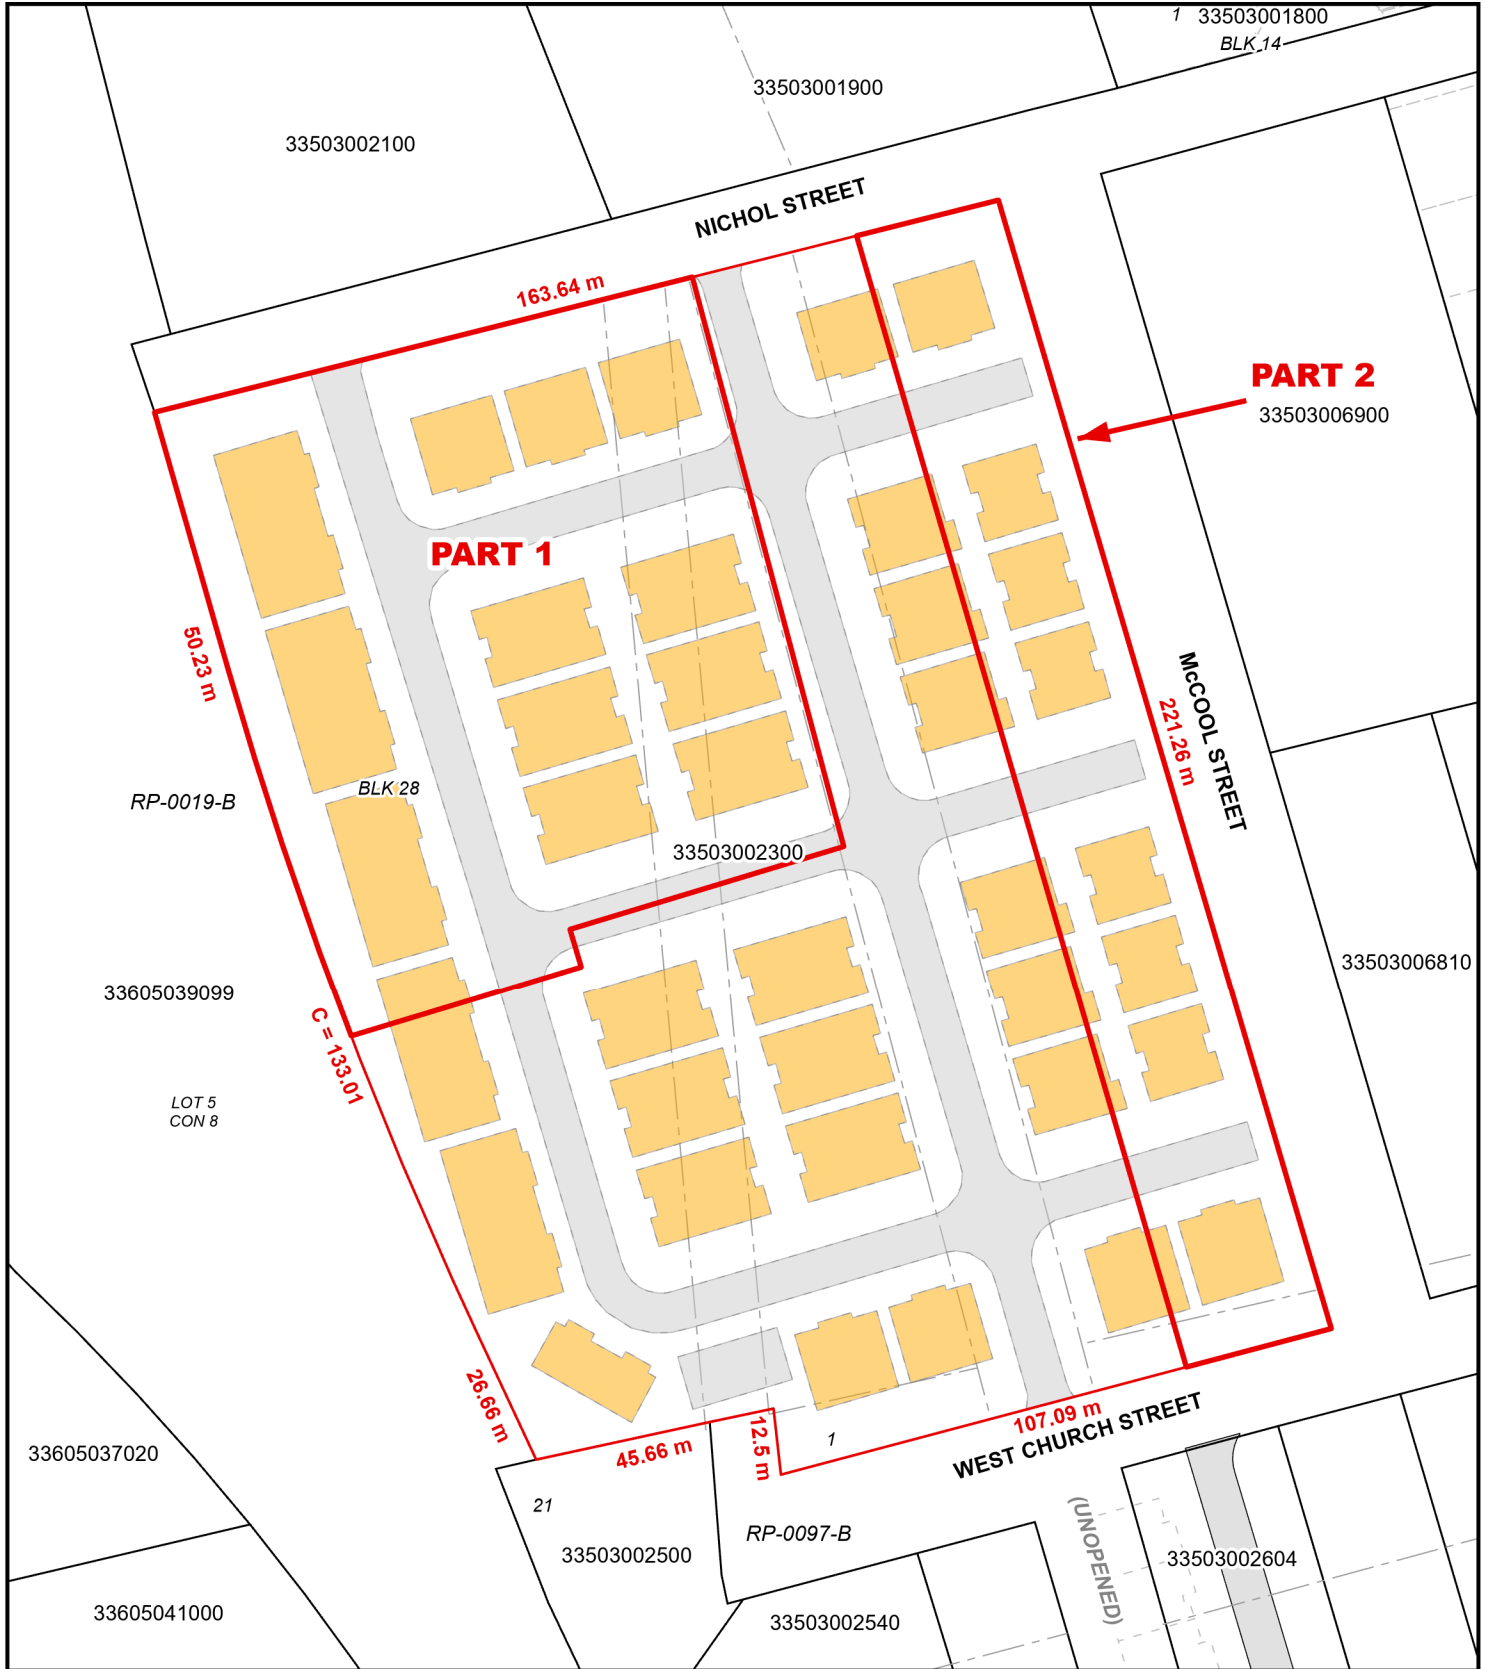 1 33503001800
BLK 14
33503001900
33503002100
NICHOL STREET
163.64 m
PART 2
33503006900
PART 1
50.23 m
McCOOL STREET
221.26 m
BLK 28
RP-0019-B
33503002300
33503006810
33605039099
C = 133.01
LOT 5
CON 8
26.66 m
107.09 m
WEST CHURCH STREET
12.5 m
1
45.66 m
33605037020
21
(UNOPENED)
RP-0097-B
33503002500
33503002604
33605041000
33503002540